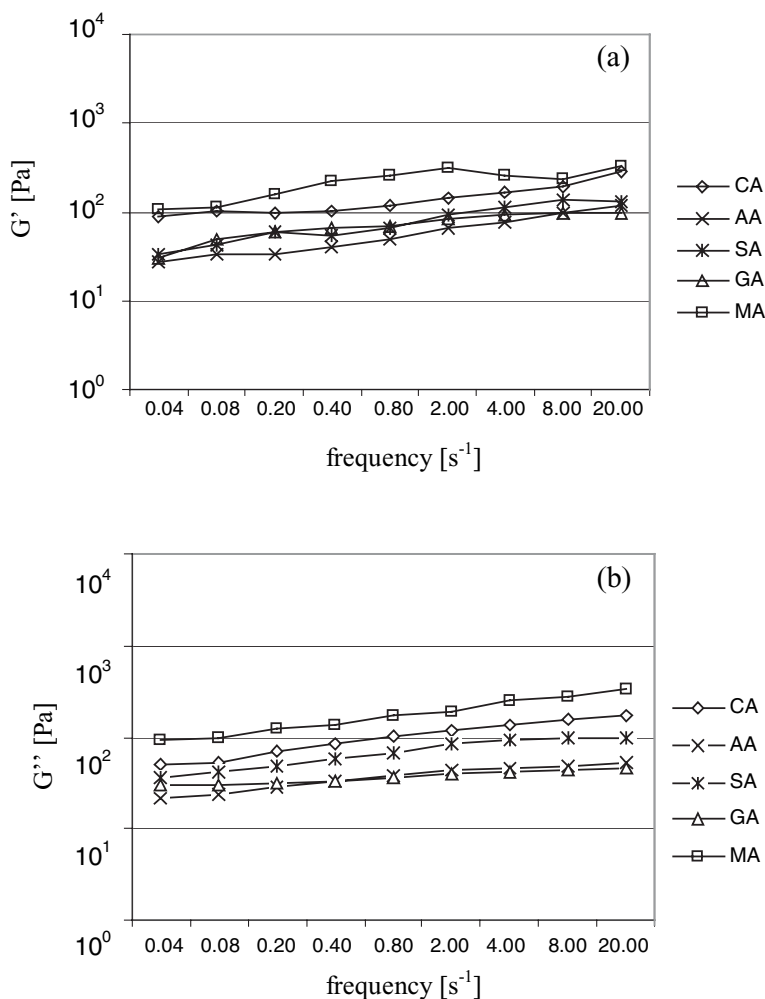 (a)
10^4
10^3
10^2
10^1
10^0
G' [Pa]
0.04 0.08 0.20 0.40 0.80 2.00 4.00 8.00 20.00
frequency [s^-1]
CA
AA
SA
GA
MA
(b)
10^4
10^3
10^2
10^1
10^0
G'' [Pa]
0.04 0.08 0.20 0.40 0.80 2.00 4.00 8.00 20.00
frequency [s^-1]
CA
AA
SA
GA
MA